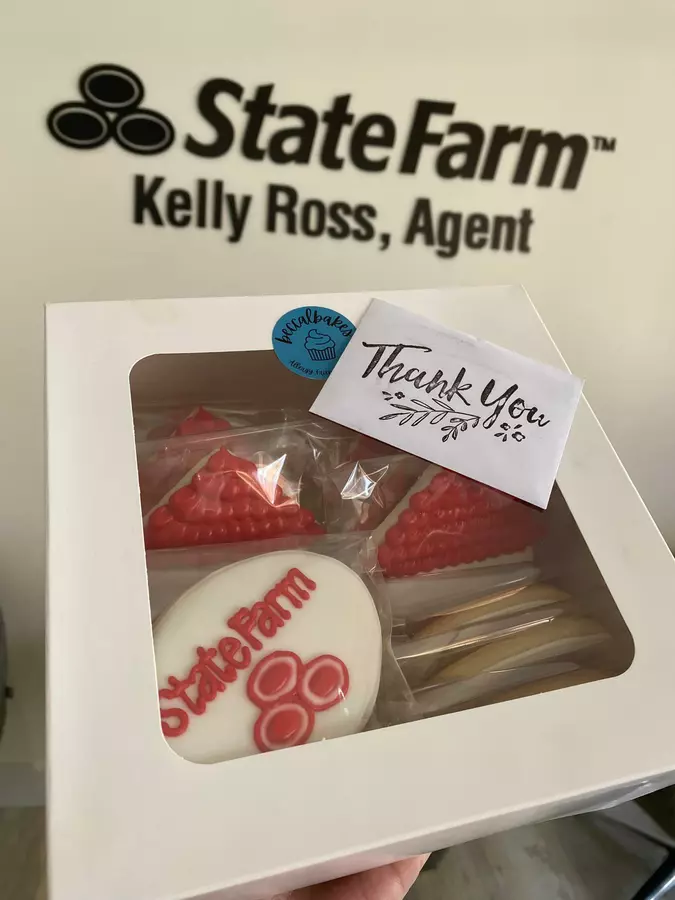 State Farm™
Kelly Ross, Agent
beccalbakes
Thank You
State Farm